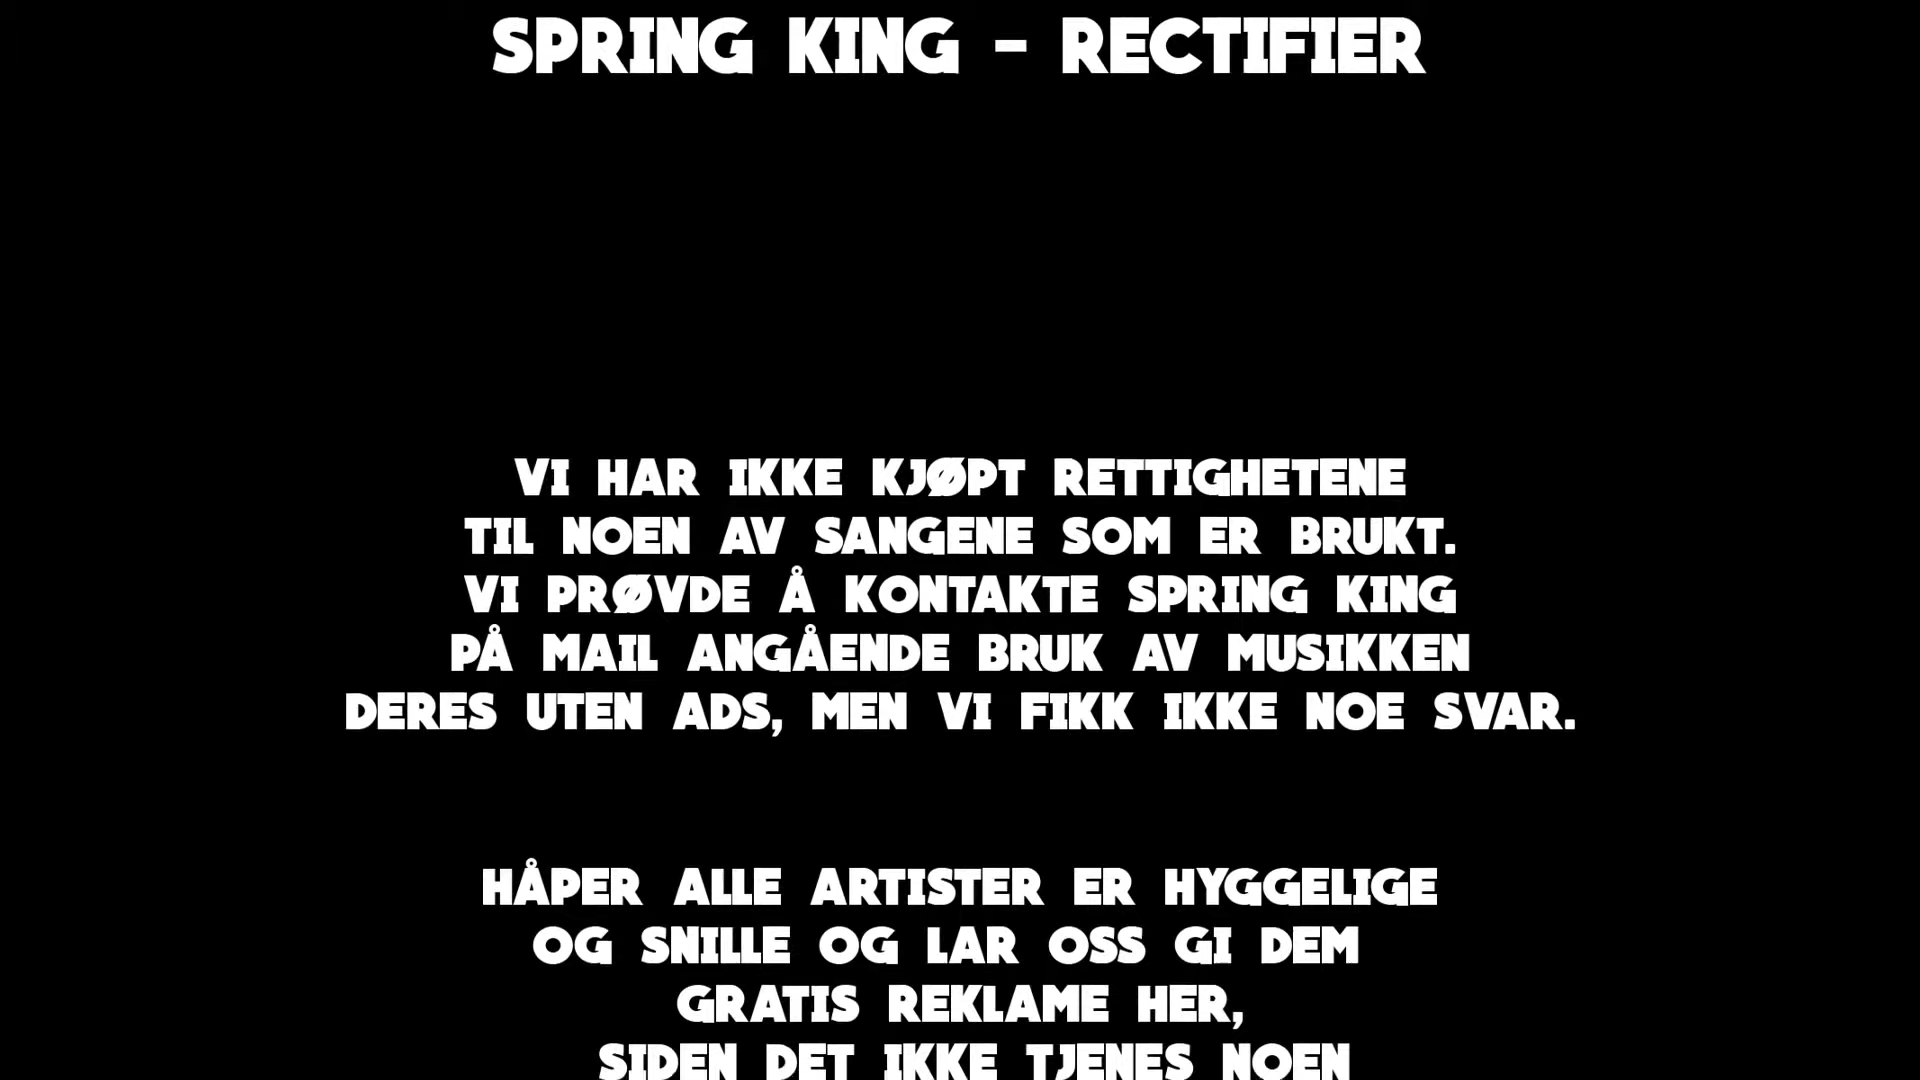 SPRING KING - RECTIFIER
VI HAR IKKE KJØPT RETTIGHETENE
TIL NOEN AV SANGENE SOM ER BRUKT.
VI PRØVDE Å KONTAKTE SPRING KING
PÅ MAIL ANGÅENDE BRUK AV MUSIKKEN
DERES UTEN ADS, MEN VI FIKK IKKE NOE SVAR.
HÅPER ALLE ARTISTER ER HYGGELIGE
OG SNILLE OG LAR OSS GI DEM
GRATIS REKLAME HER,
SIDEN DET IKKE TJENES NOEN